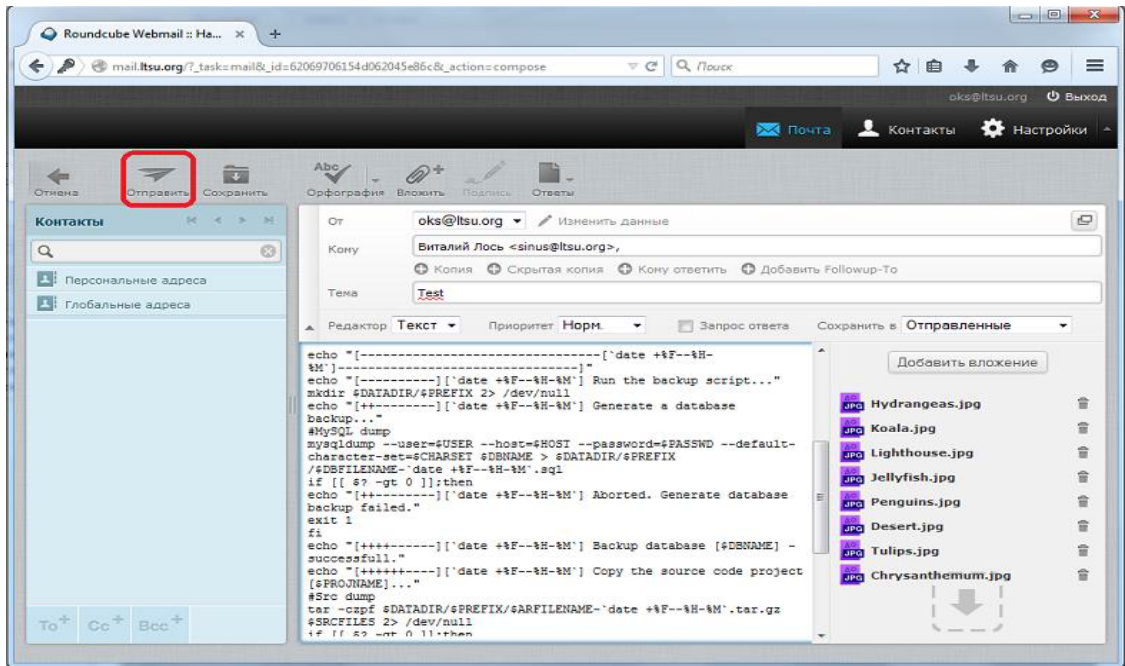 Roundcube Webmail :: На...
mail.ltsu.org/?_task=mail&_id=62069706154d062045e86c&_action=compose
Поиск
oks@ltsu.org Выход
Почта Контакты Настройки
Отмена Отправить Сохранить Орфография Вложить Подпись Ответы
Контакты
Персональные адреса
Глобальные адреса
To+ Cc+ Bcc+
От oks@ltsu.org Изменить данные
Кому Виталий Лось <sinus@ltsu.org>,
Копия Скрытая копия Кому ответить Добавить Followup-To
Тема Test
Редактор Текст Приоритет Норм. Запрос ответа Сохранить в Отправленные
echo "[--------------------------------[`date +%F--%H-
%M`]--------------------------------]"
echo "[----------][`date +%F--%H-%M`] Run the backup script..."
mkdir $DATADIR/$PREFIX 2> /dev/null
echo "[++--------][`date +%F--%H-%M`] Generate a database
backup..."
#MySQL dump
mysqldump --user=$USER --host=$HOST --password=$PASSWD --default-
character-set=$CHARSET $DBNAME > $DATADIR/$PREFIX
/$DBFILENAME-`date +%F--%H-%M`.sql
if [[ $? -gt 0 ]];then
echo "[++--------][`date +%F--%H-%M`] Aborted. Generate database
backup failed."
exit 1
fi
echo "[++++------][`date +%F--%H-%M`] Backup database [$DBNAME] -
successfull."
echo "[++++++----][`date +%F--%H-%M`] Copy the source code project
[$PROJNAME]..."
#Src dump
tar -czpf $DATADIR/$PREFIX/$ARFILENAME-`date +%F--%H-%M`.tar.gz
$SRCFILES 2> /dev/null
if [[ $? -gt 0 ]];then
Добавить вложение
Hydrangeas.jpg
Koala.jpg
Lighthouse.jpg
Jellyfish.jpg
Penguins.jpg
Desert.jpg
Tulips.jpg
Chrysanthemum.jpg